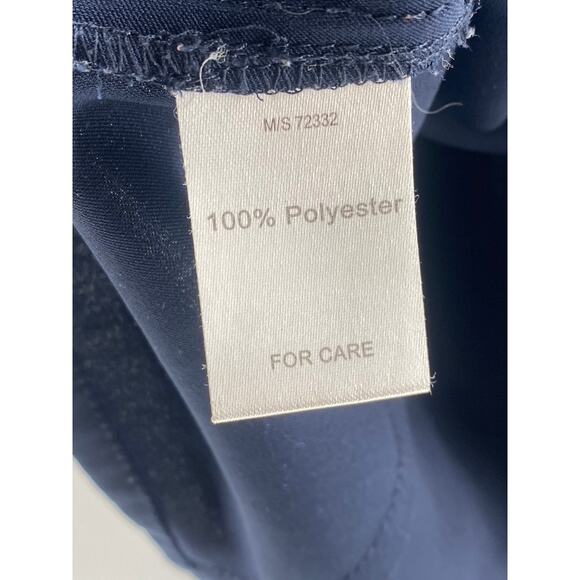 M/S 72332
100% Polyester
FOR CARE